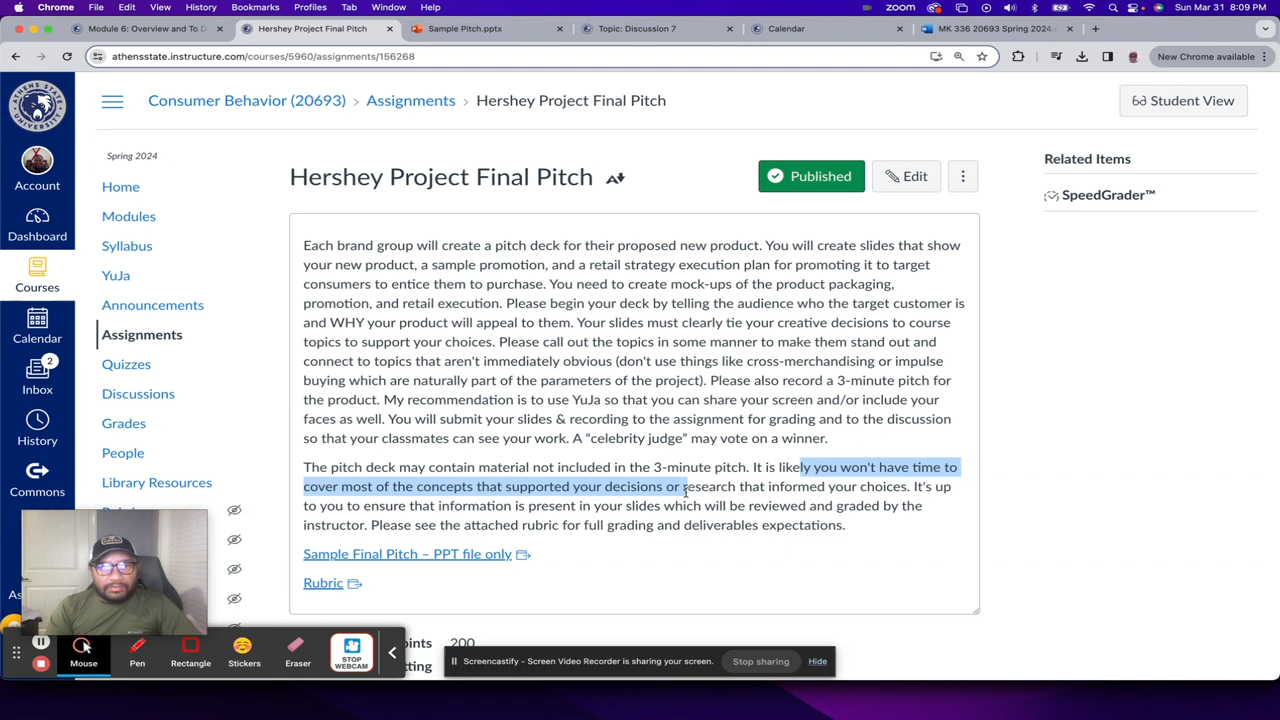 Chrome File Edit View History Bookmarks Profiles Tab Window Help zoom Sun Mar 31 8:09 PM
Module 6: Overview and To D Hershey Project Final Pitch Sample Pitch.pptx Topic: Discussion 7 Calendar MK 336 20693 Spring 2024
athensstate.instructure.com/courses/5960/assignments/156268 New Chrome available
ATHENS STATE UNIVERSITY
Consumer Behavior (20693) › Assignments › Hershey Project Final Pitch
Student View
Account
Dashboard
Courses
Calendar
2
Inbox
History
Commons
Spring 2024
Home
Modules
Syllabus
YuJa
Announcements
Assignments
Quizzes
Discussions
Grades
People
Library Resources
Hershey Project Final Pitch
Published
Edit
Related Items
SpeedGrader™
Each brand group will create a pitch deck for their proposed new product. You will create slides that show
your new product, a sample promotion, and a retail strategy execution plan for promoting it to target
consumers to entice them to purchase. You need to create mock-ups of the product packaging,
promotion, and retail execution. Please begin your deck by telling the audience who the target customer is
and WHY your product will appeal to them. Your slides must clearly tie your creative decisions to course
topics to support your choices. Please call out the topics in some manner to make them stand out and
connect to topics that aren't immediately obvious (don't use things like cross-merchandising or impulse
buying which are naturally part of the parameters of the project). Please also record a 3-minute pitch for
the product. My recommendation is to use YuJa so that you can share your screen and/or include your
faces as well. You will submit your slides & recording to the assignment for grading and to the discussion
so that your classmates can see your work. A “celebrity judge” may vote on a winner.
The pitch deck may contain material not included in the 3-minute pitch. It is likely you won't have time to
cover most of the concepts that supported your decisions or research that informed your choices. It's up
to you to ensure that information is present in your slides which will be reviewed and graded by the
instructor. Please see the attached rubric for full grading and deliverables expectations.
Sample Final Pitch – PPT file only
Rubric
200
Mouse
Pen
Rectangle
Stickers
Eraser
STOP WEBCAM
Screencastify - Screen Video Recorder is sharing your screen.
Stop sharing
Hide